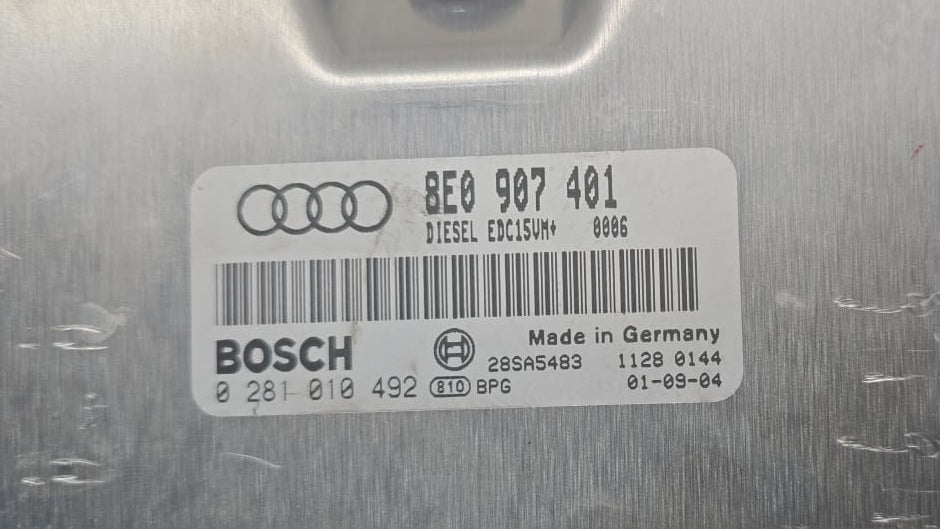 8E0 907 401
DIESEL EDC15VM+ 0006
BOSCH
Made in Germany
28SA5483 1128 0144
0 281 010 492 810 BPG 01-09-04